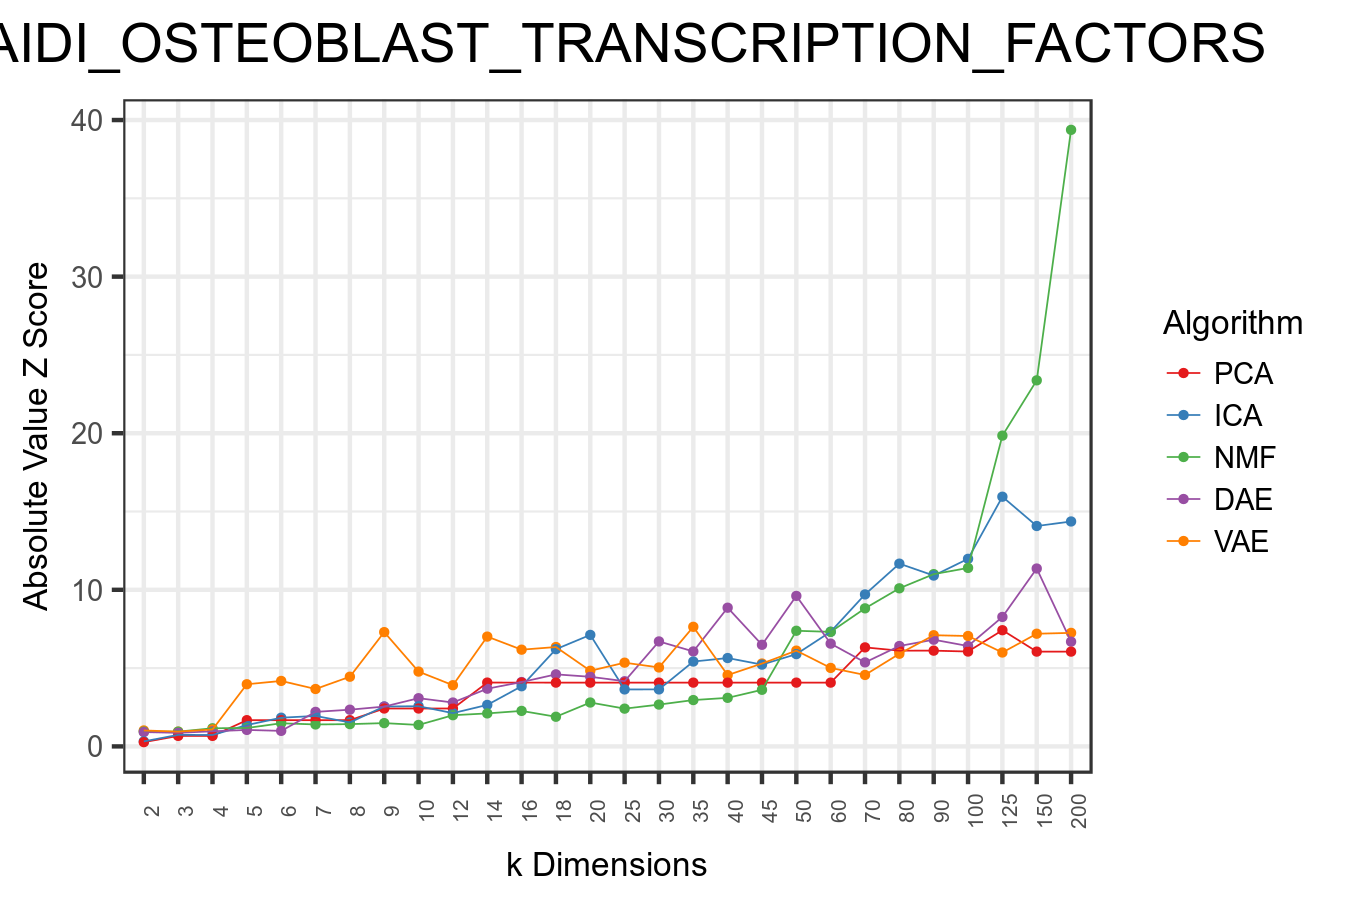 AIDI_OSTEOBLAST_TRANSCRIPTION_FACTORS
40
30
20
10
0
Absolute Value Z Score
2 3 4 5 6 7 8 9 10 12 14 16 18 20 25 30 35 40 45 50 60 70 80 90 100 125 150 200
k Dimensions
Algorithm
PCA
ICA
NMF
DAE
VAE